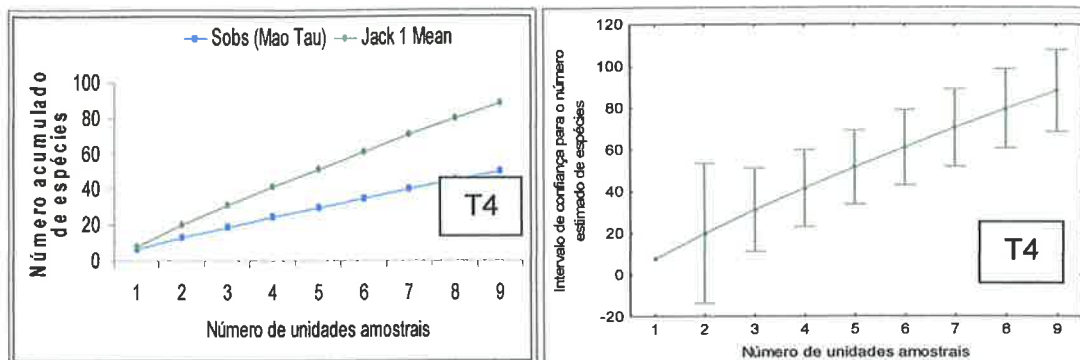 Sobs (Mao Tau) Jack 1 Mean
Número acumulado
de espécies
100
80
60
40
20
0
T4
1 2 3 4 5 6 7 8 9
Número de unidades amostrais
Intervalo de confiança para o número
estimado de espécies
120
100
80
60
40
20
0
-20
T4
1 2 3 4 5 6 7 8 9
Número de unidades amostrais